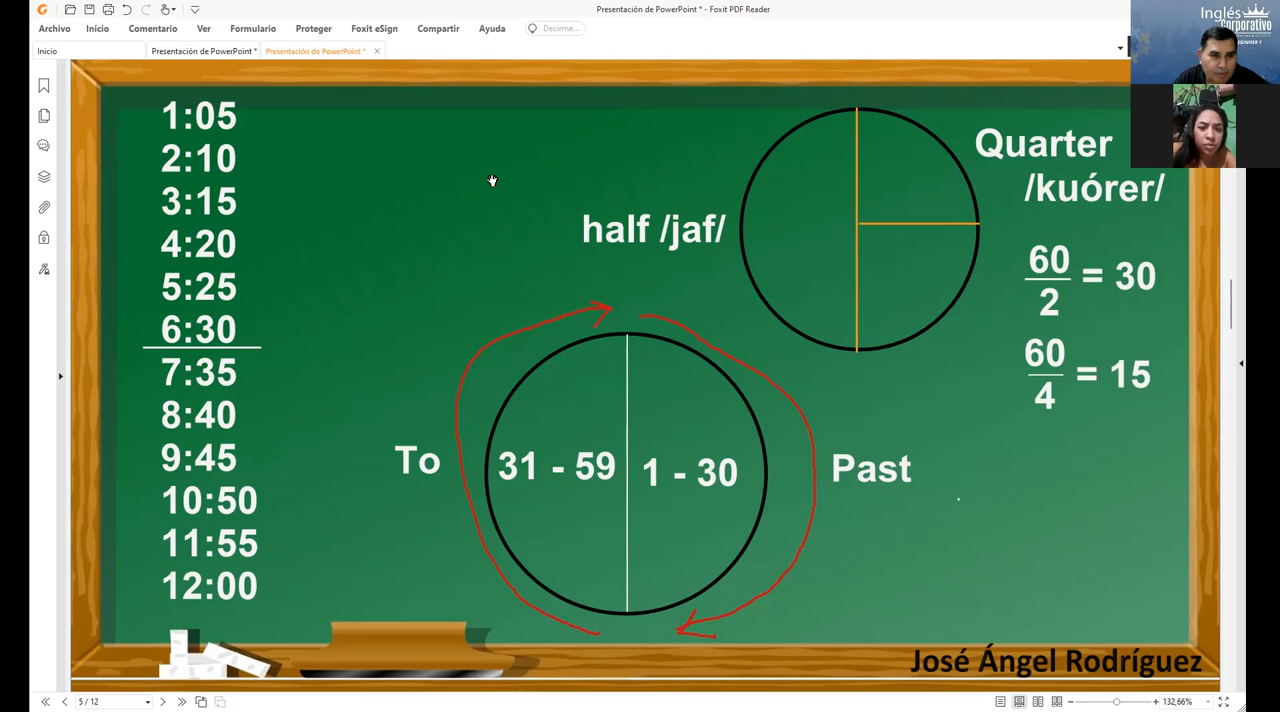 Presentación de PowerPoint * - Foxit PDF Reader
Archivo Inicio Comentario Ver Formulario Proteger Foxit eSign Compartir Ayuda Decirme...
Inicio Presentación de PowerPoint * Presentación de PowerPoint *
Inglés
Corporativo
BEGINNER 1
1:05
2:10
3:15
4:20
5:25
6:30
7:35
8:40
9:45
10:50
11:55
12:00
half /jaf/
Quarter
/kuórer/
60
2
= 30
60
4
= 15
To
31 - 59
1 - 30
Past
José Ángel Rodríguez
5 / 12
132,66%